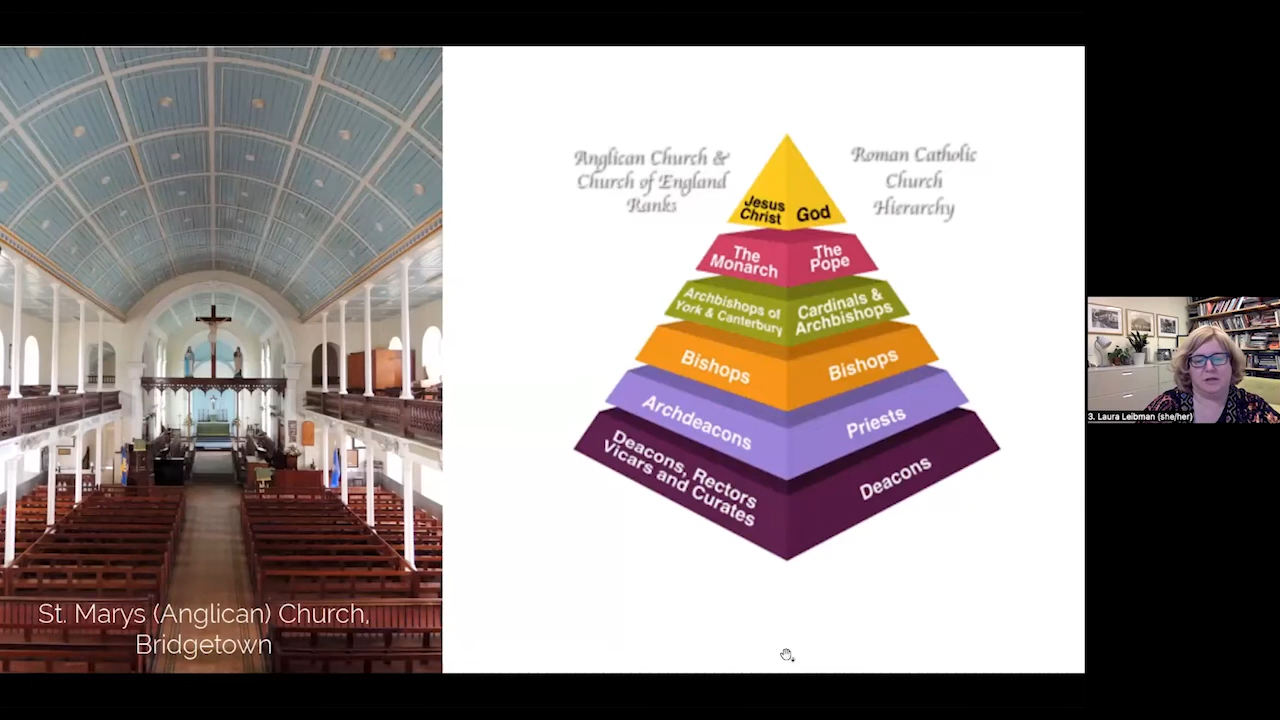 Anglican Church &
Church of England
Ranks
Roman Catholic
Church
Hierarchy
Jesus
Christ
God
The
Monarch
The
Pope
Archbishops of
York & Canterbury
Cardinals &
Archbishops
Bishops
Bishops
Archdeacons
Priests
Deacons, Rectors
Vicars and Curates
Deacons
St. Marys (Anglican) Church,
Bridgetown
3. Laura Leibman (she/her)